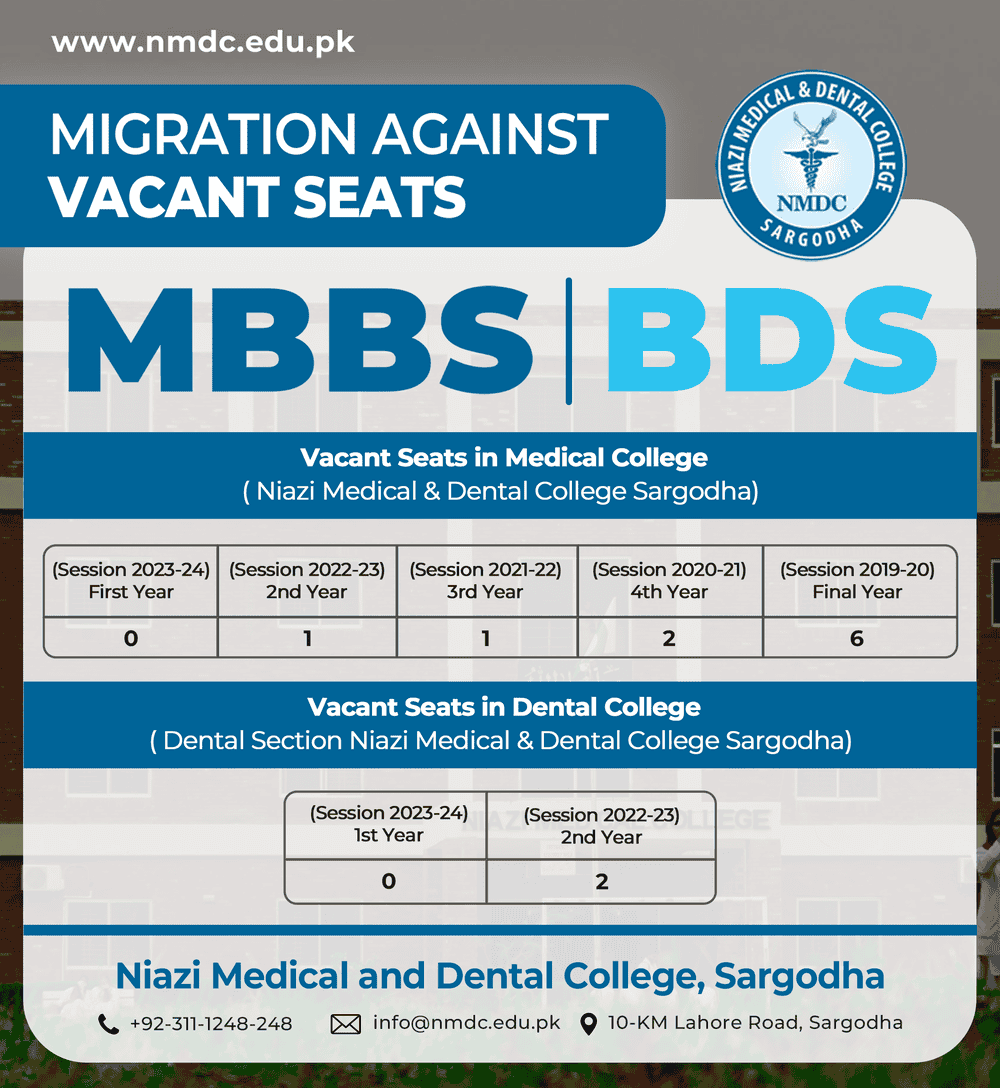 www.nmdc.edu.pk
MIGRATION AGAINST
VACANT SEATS
NIAZI MEDICAL & DENTAL COLLEGE
NMDC
SARGODHA
MBBS | BDS
Vacant Seats in Medical College
( Niazi Medical & Dental College Sargodha)
(Session 2023-24) (Session 2022-23) (Session 2021-22) (Session 2020-21) (Session 2019-20)
First Year 2nd Year 3rd Year 4th Year Final Year
0 1 1 2 6
Vacant Seats in Dental College
( Dental Section Niazi Medical & Dental College Sargodha)
(Session 2023-24) (Session 2022-23)
1st Year 2nd Year
NIAZI MEDICAL COLLEGE
0 2
Niazi Medical and Dental College, Sargodha
+92-311-1248-248 info@nmdc.edu.pk 10-KM Lahore Road, Sargodha